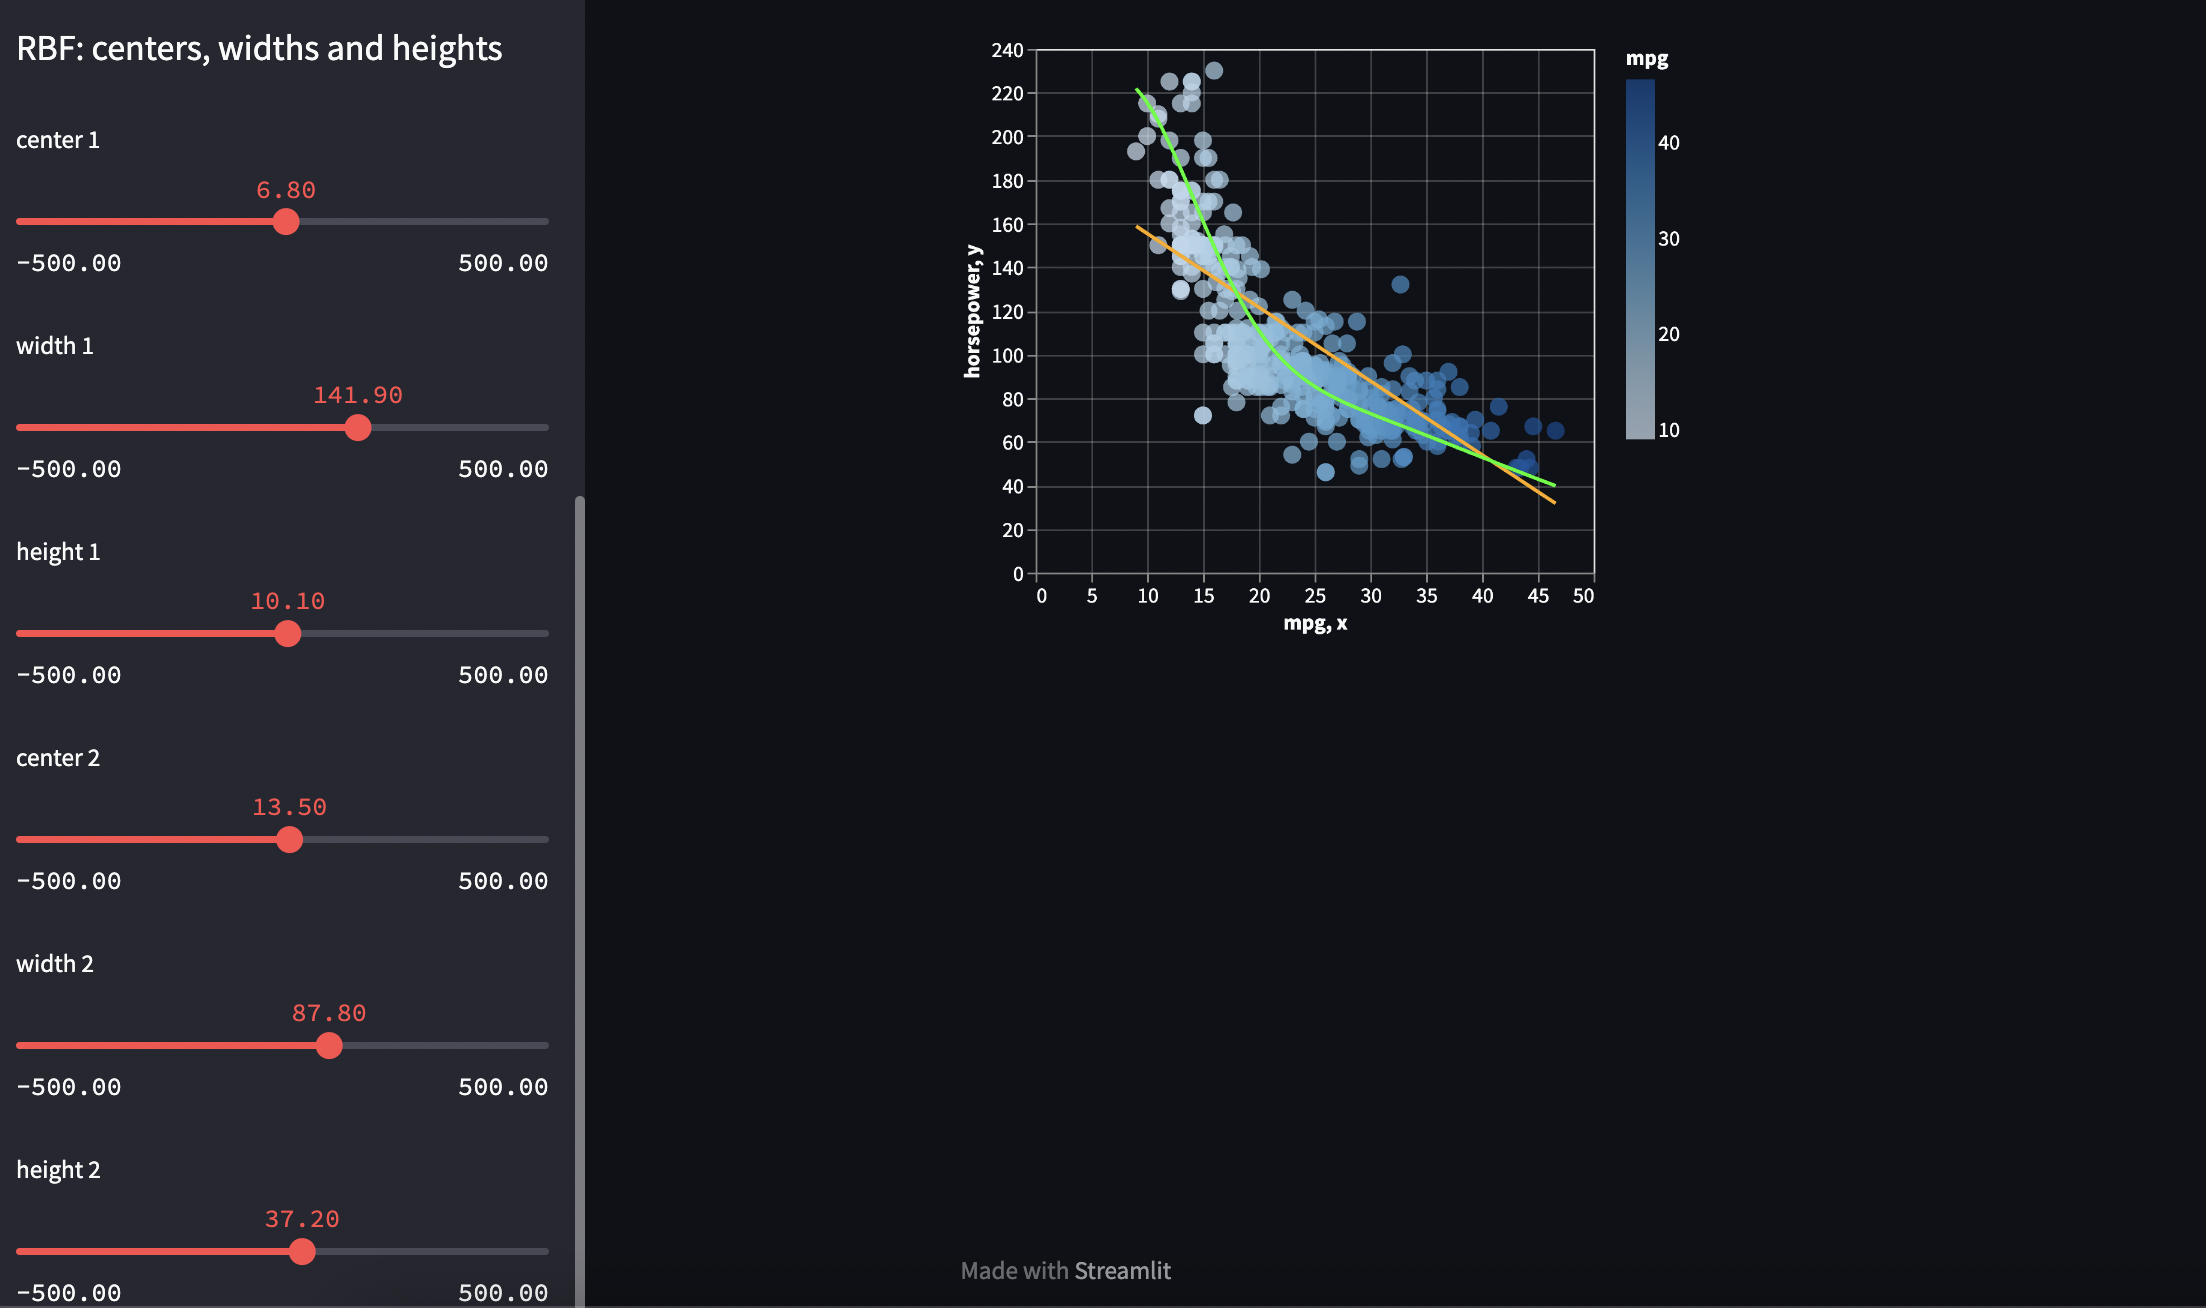 RBF: centers, widths and heights
center 1
6.80
-500.00 500.00
width 1
141.90
-500.00 500.00
height 1
10.10
-500.00 500.00
center 2
13.50
-500.00 500.00
width 2
87.80
-500.00 500.00
height 2
37.20
-500.00 500.00
horsepower, y
240
220
200
180
160
140
120
100
80
60
40
20
0
0 5 10 15 20 25 30 35 40 45 50
mpg, x
mpg
40
30
20
10
Made with Streamlit